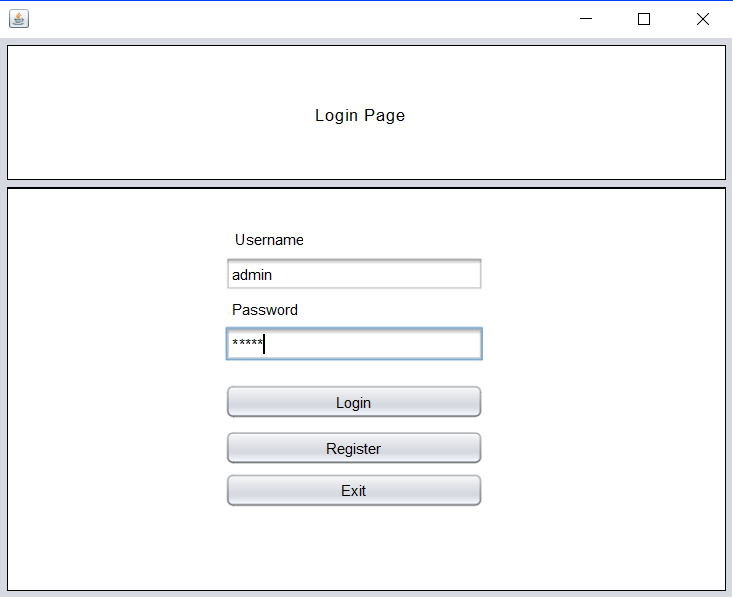 Login Page
Username
admin
Password
*****
Login
Register
Exit